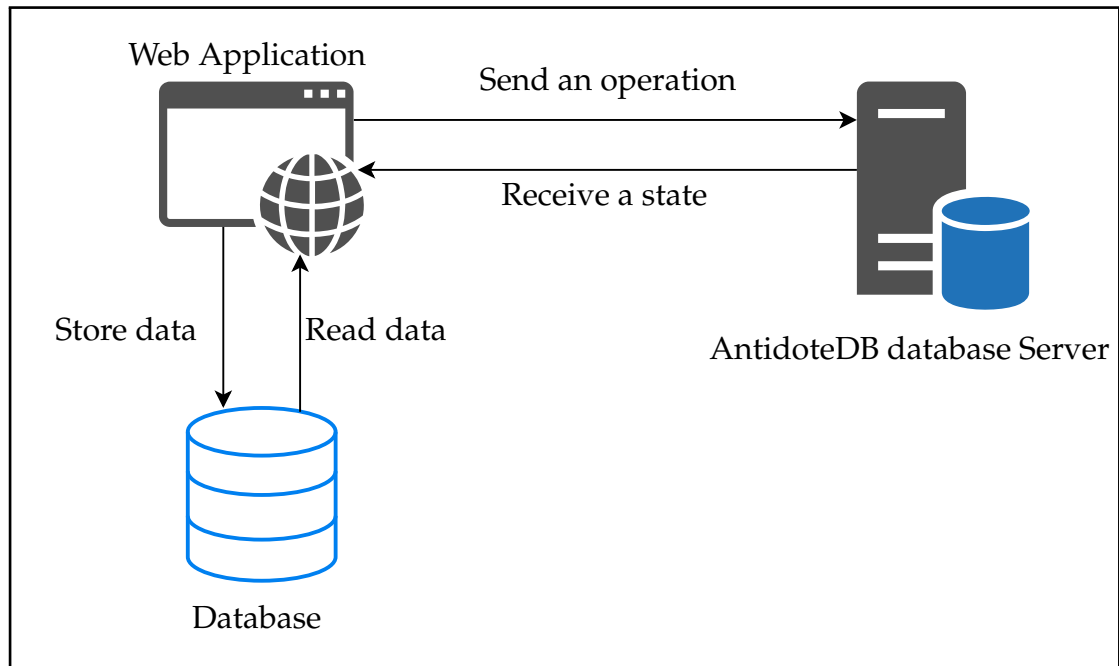 Web Application
Send an operation
Receive a state
Store data
Read data
AntidoteDB database Server
Database